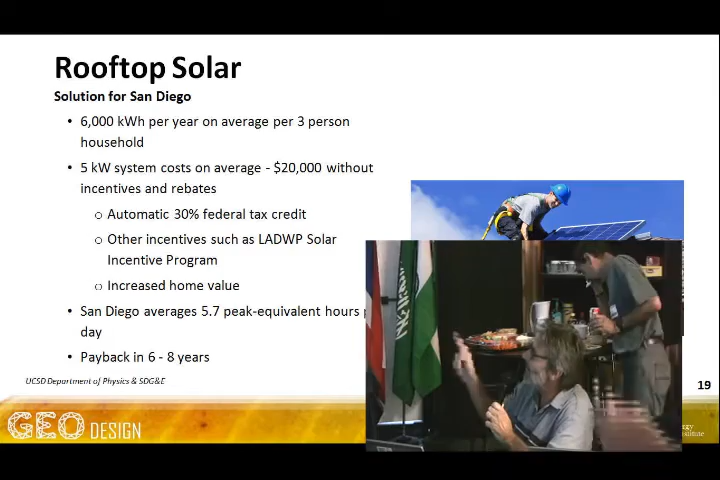 Rooftop Solar
Solution for San Diego
• 6,000 kWh per year on average per 3 person
household
• 5 kW system costs on average - $20,000 without
incentives and rebates
o Automatic 30% federal tax credit
o Other incentives such as LADWP Solar
Incentive Program
o Increased home value
• San Diego averages 5.7 peak-equivalent hours
day
• Payback in 6 - 8 years
UCSD Department of Physics & SDG&E
19
GEO DESIGN